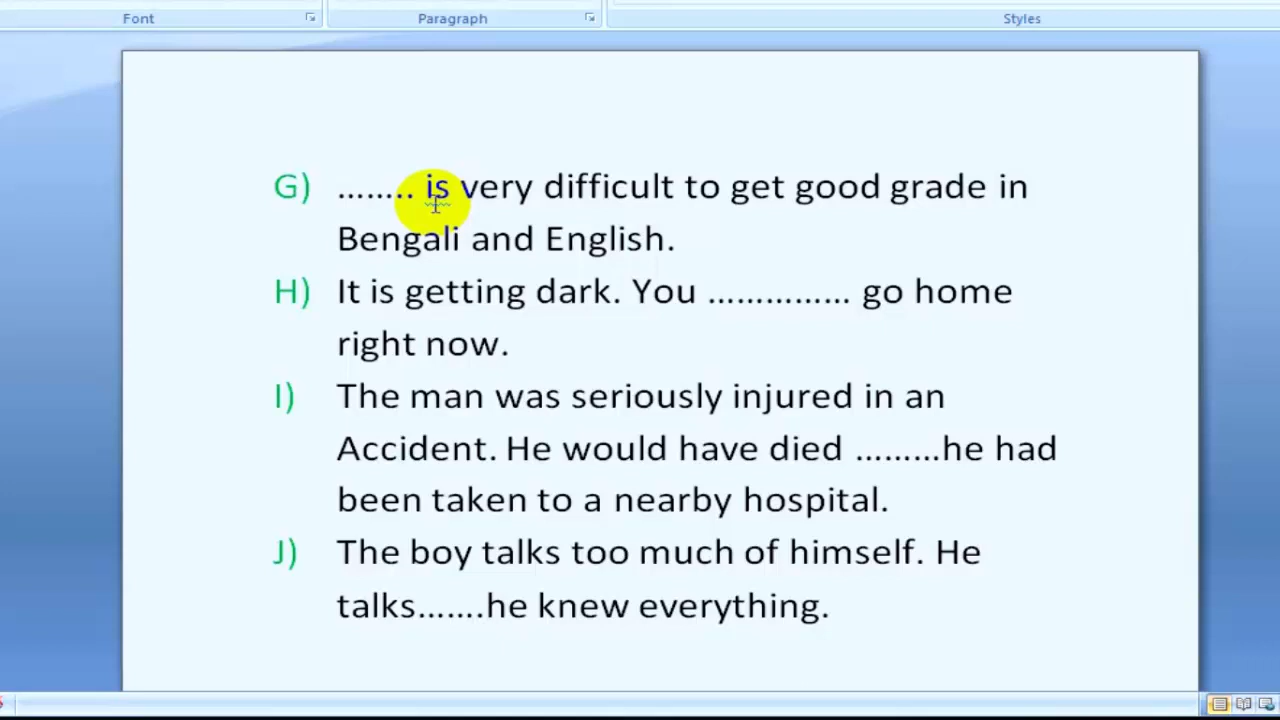 Font
Paragraph
Styles
G) …….. is very difficult to get good grade in
Bengali and English.
H) It is getting dark. You …………… go home
right now.
I) The man was seriously injured in an
Accident. He would have died ………he had
been taken to a nearby hospital.
J) The boy talks too much of himself. He
talks…….he knew everything.